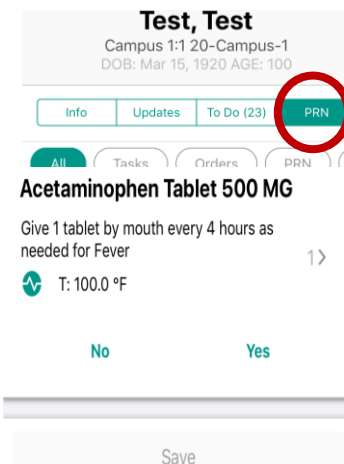 Test, Test
Campus 1:1 20-Campus-1
DOB: Mar 15, 1920 AGE: 100
Info Updates To Do (23) PRN
All Tasks Orders PRN
Acetaminophen Tablet 500 MG
Give 1 tablet by mouth every 4 hours as
needed for Fever
1
T: 100.0 °F
No Yes
Save